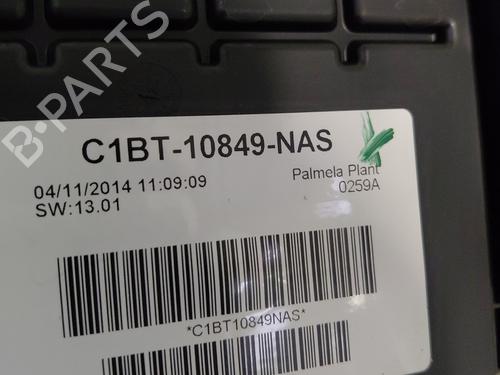 B-PARTS
C1BT-10849-NAS
04/11/2014 11:09:09
SW:13.01
Palmela Plant
0259A
*C1BT10849NAS*